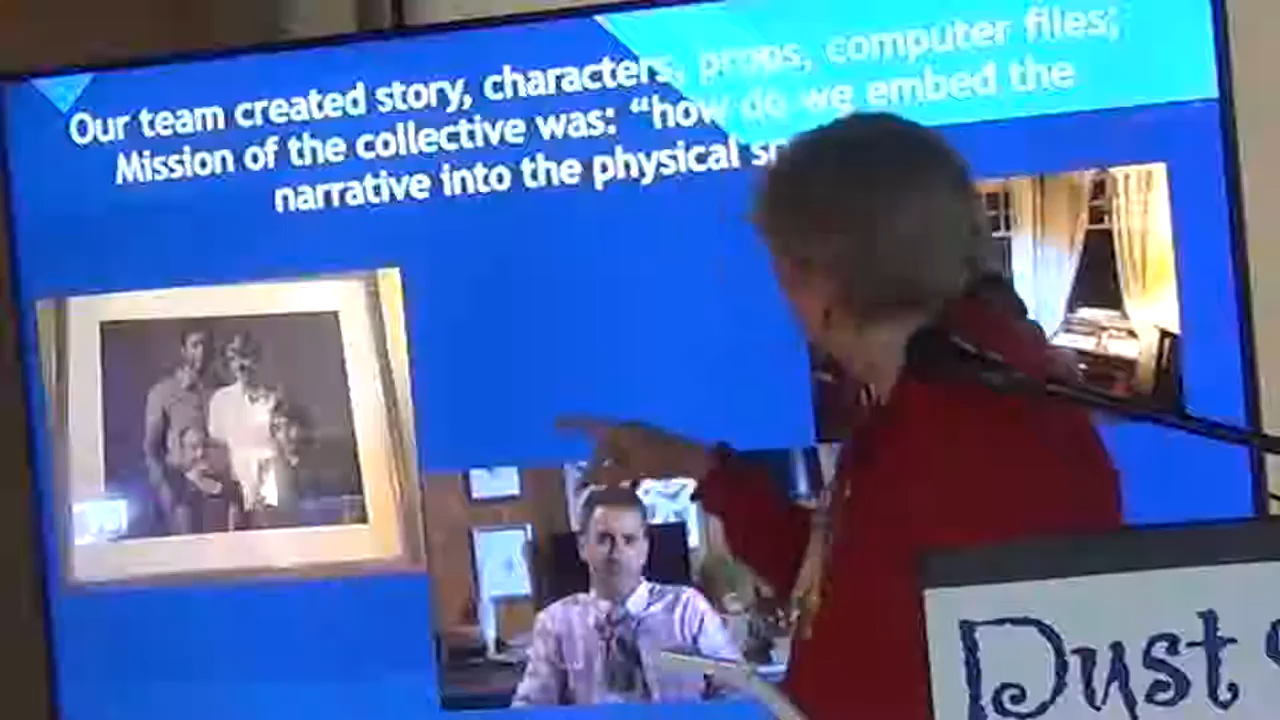 Our team created story, characters, props, computer files;
Mission of the collective was: “how do we embed the
narrative into the physical
Dust